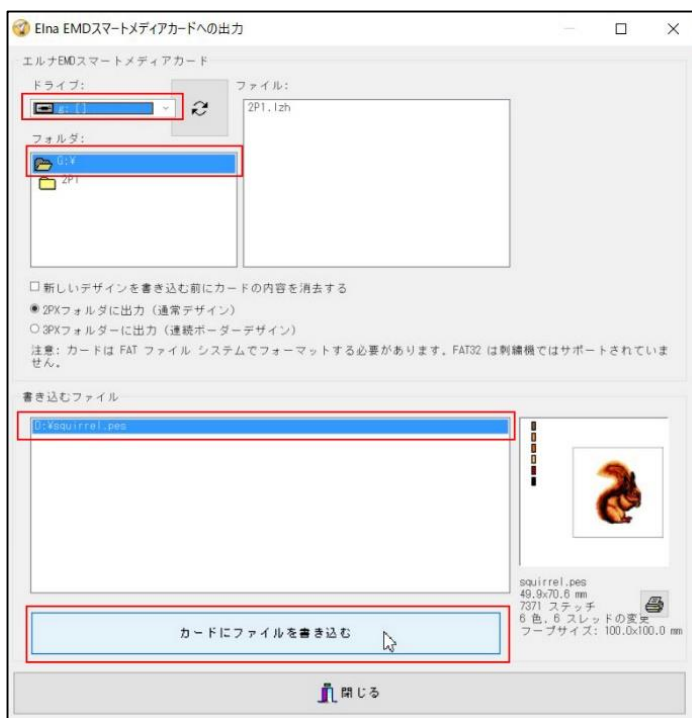 Elna EMDスマートメディアカードへの出力
エルナEMDスマートメディアカード
ドライブ:
ファイル:
g: []
2P1.lzh
フォルダ:
G:¥
2P1
新しいデザインを書き込む前にカードの内容を消去する
2PXフォルダに出力（通常デザイン）
3PXフォルダーに出力（連続ボーダーデザイン）
注意: カードは FAT ファイル システムでフォーマットする必要があります. FAT32 は刺繍機ではサポートされていま
せん。
書き込むファイル
D:¥squirrel.pes
squirrel.pes
49.9x70.6 mm
7371 ステッチ
6 色, 6 スレッドの変更
フープサイズ: 100.0x100.0 mm
カードにファイルを書き込む
閉じる